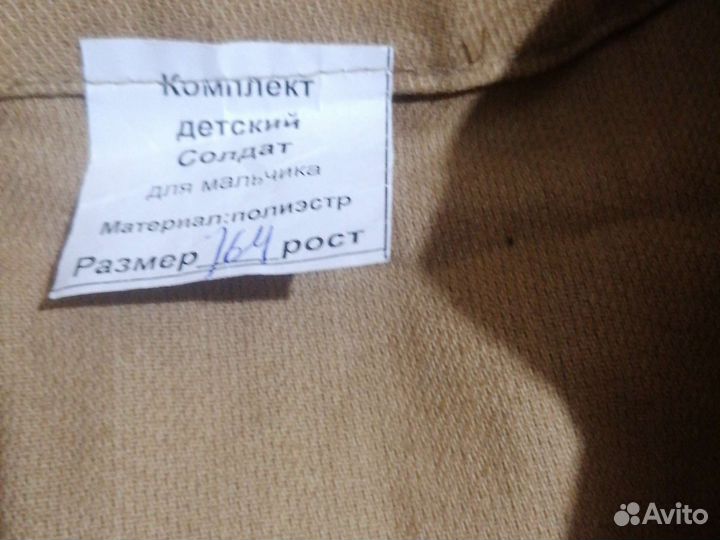 Комплект
детский
Солдат
для мальчика
Материал:полиэстр
Размер 164 рост
Avito